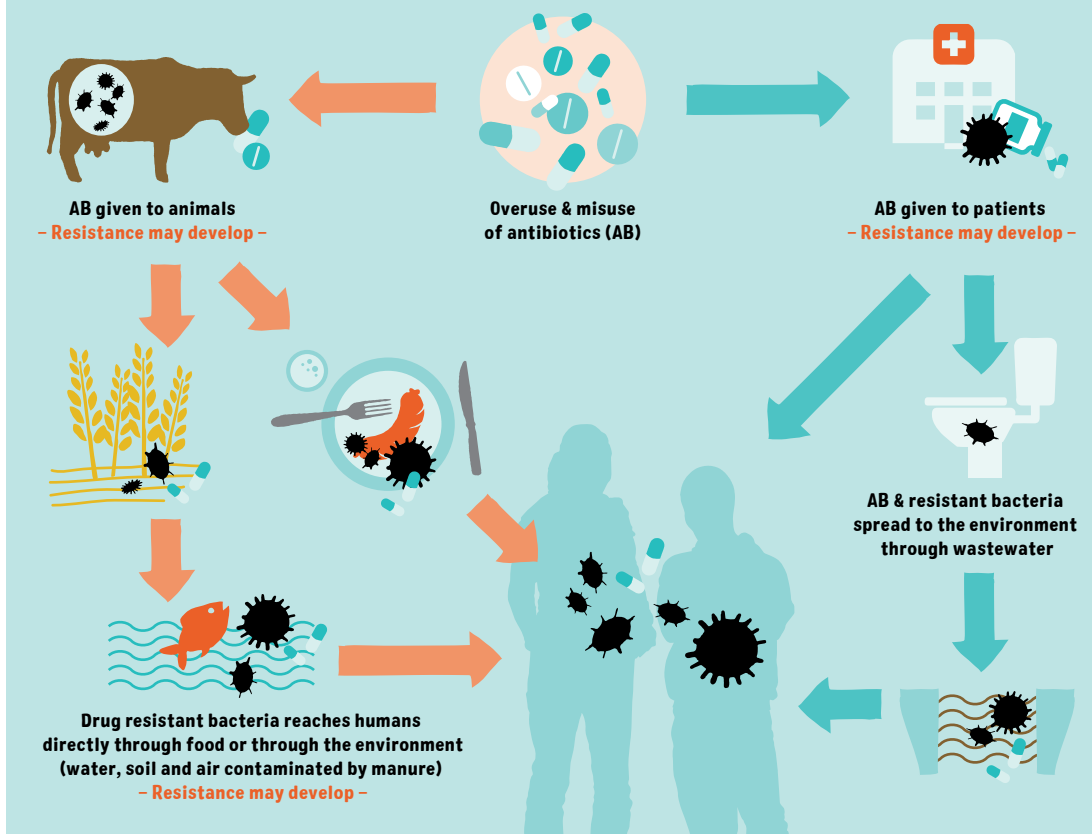 AB given to animals
– Resistance may develop –
Overuse & misuse
of antibiotics (AB)
AB given to patients
– Resistance may develop –
AB & resistant bacteria
spread to the environment
through wastewater
Drug resistant bacteria reaches humans
directly through food or through the environment
(water, soil and air contaminated by manure)
– Resistance may develop –